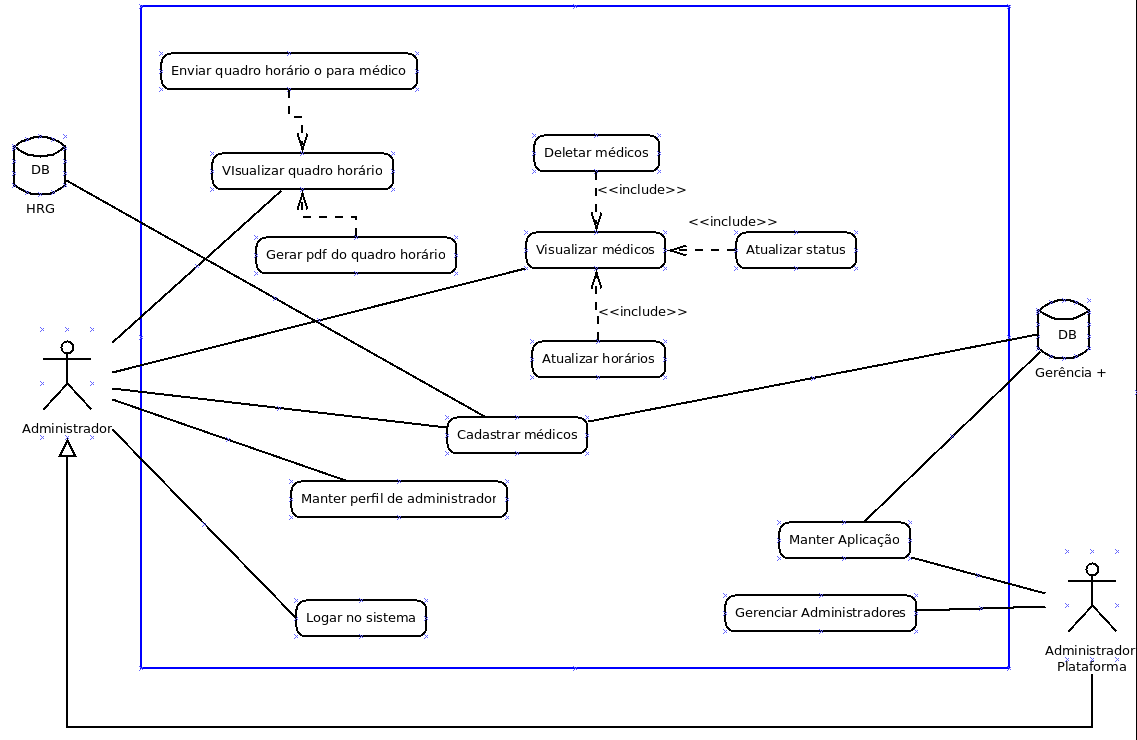 Enviar quadro horário o para médico
DB
HRG
VIsualizar quadro horário
Gerar pdf do quadro horário
Deletar médicos
<<include>>
<<include>>
Visualizar médicos
Atualizar status
<<include>>
Atualizar horários
DB
Gerência +
Administrador
Cadastrar médicos
Manter perfil de administrador
Manter Aplicação
Logar no sistema
Gerenciar Administradores
Administrador
Plataforma